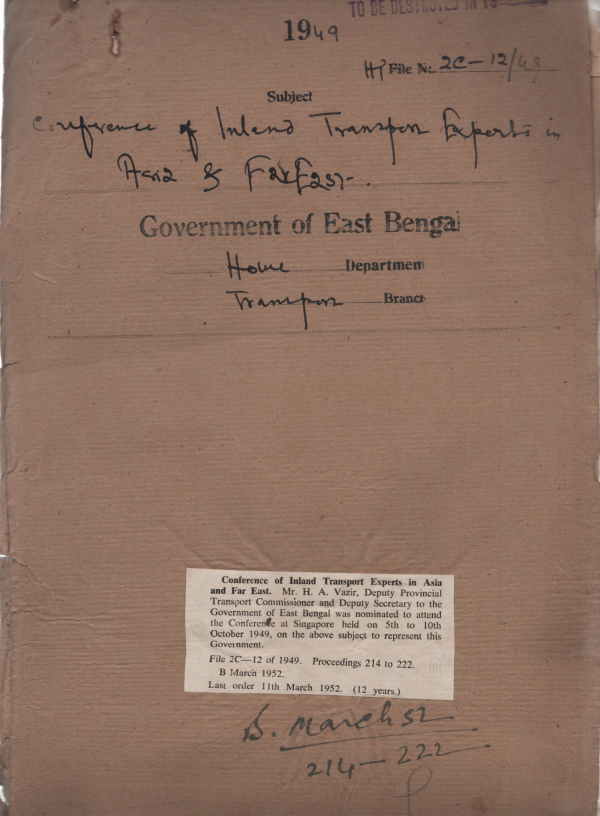 TO BE DESTROYED IN 19
1949
HT File No. 2C-12/49
Subject
Conference of Inland Transport Experts in
Asia & Far East.
Government of East Bengal
Home Department
Transport Branch
Conference of Inland Transport Experts in Asia
and Far East. Mr. H. A. Vazir, Deputy Provincial
Transport Commissioner and Deputy Secretary to the
Government of East Bengal was nominated to attend
the Conference at Singapore held on 5th to 10th
October 1949, on the above subject to represent this
Government.
File 2C—12 of 1949. Proceedings 214 to 222.
B March 1952.
Last order 11th March 1952. (12 years.)
B. March 52
214-222